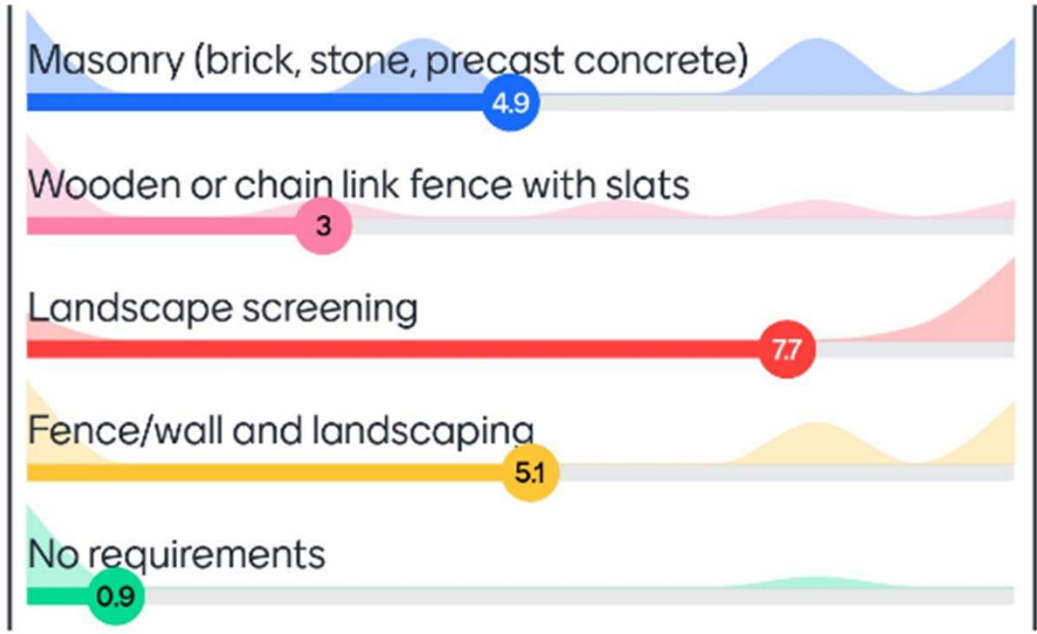 Masonry (brick, stone, precast concrete)
4.9
Wooden or chain link fence with slats
3
Landscape screening
7.7
Fence/wall and landscaping
5.1
No requirements
0.9